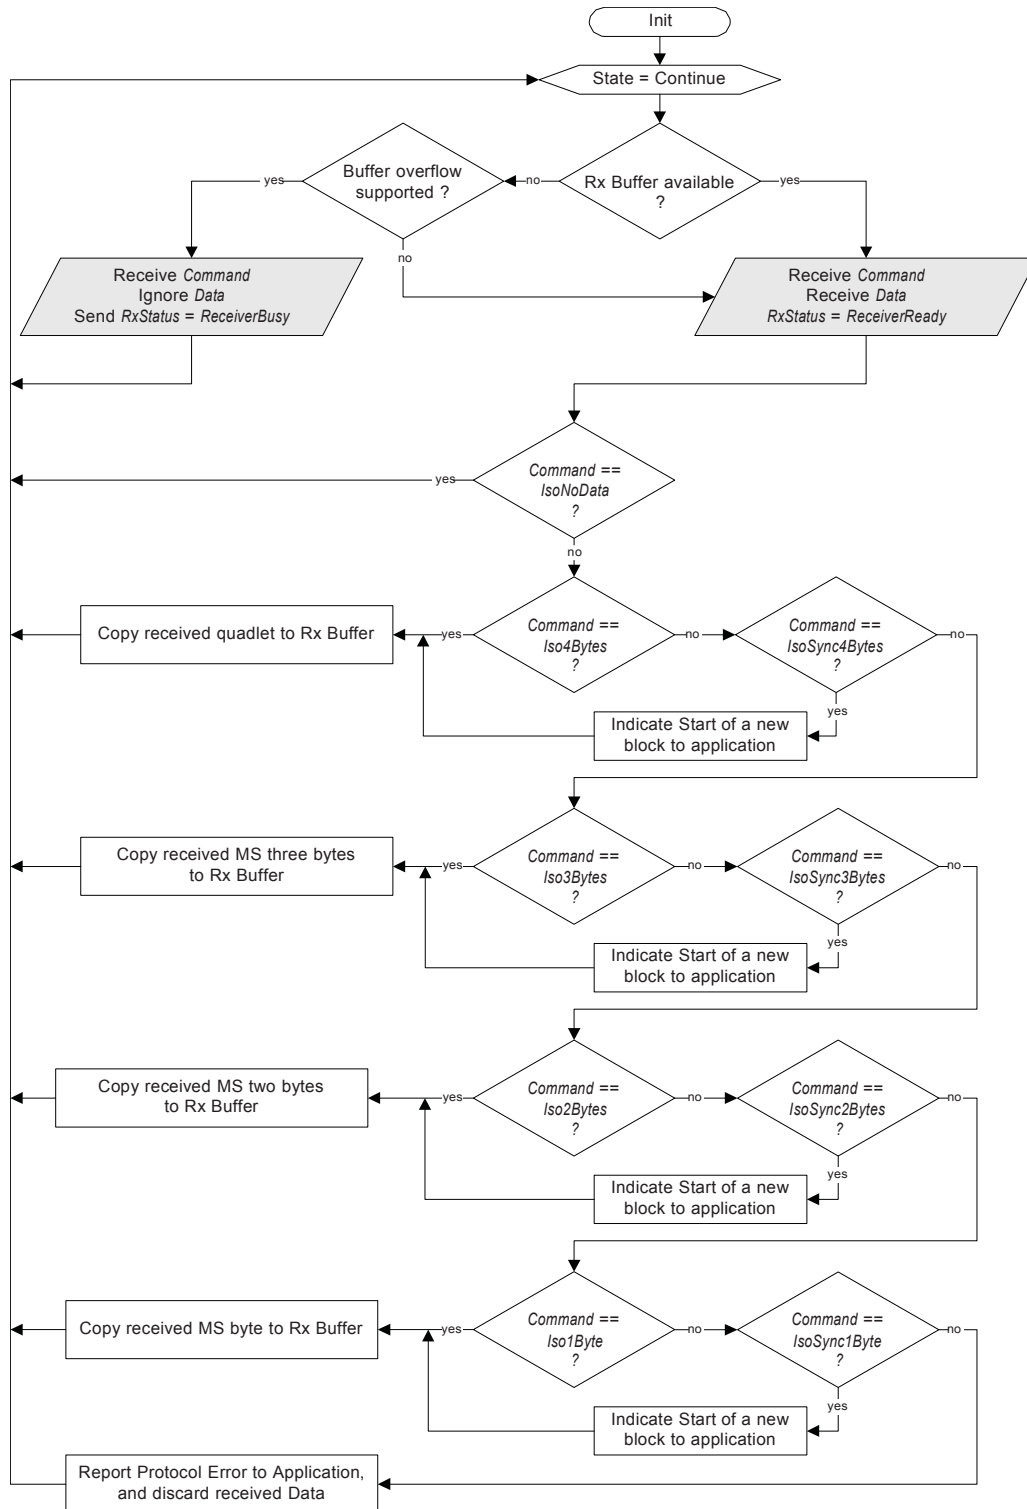 Init
State = Continue
Buffer overflow
supported ?
Rx Buffer available
?
yes
no
yes
no
Receive Command
Ignore Data
Send RxStatus = ReceiverBusy
Receive Command
Receive Data
RxStatus = ReceiverReady
Command ==
IsoNoData
?
yes
no
Copy received quadlet to Rx Buffer
yes
Command ==
Iso4Bytes
?
no
Command ==
IsoSync4Bytes
?
no
yes
Indicate Start of a new
block to application
Copy received MS three bytes
to Rx Buffer
yes
Command ==
Iso3Bytes
?
no
Command ==
IsoSync3Bytes
?
no
yes
Indicate Start of a new
block to application
Copy received MS two bytes
to Rx Buffer
yes
Command ==
Iso2Bytes
?
no
Command ==
IsoSync2Bytes
?
no
yes
Indicate Start of a new
block to application
Copy received MS byte to Rx Buffer
yes
Command ==
Iso1Byte
?
no
Command ==
IsoSync1Byte
?
no
yes
Indicate Start of a new
block to application
Report Protocol Error to Application,
and discard received Data